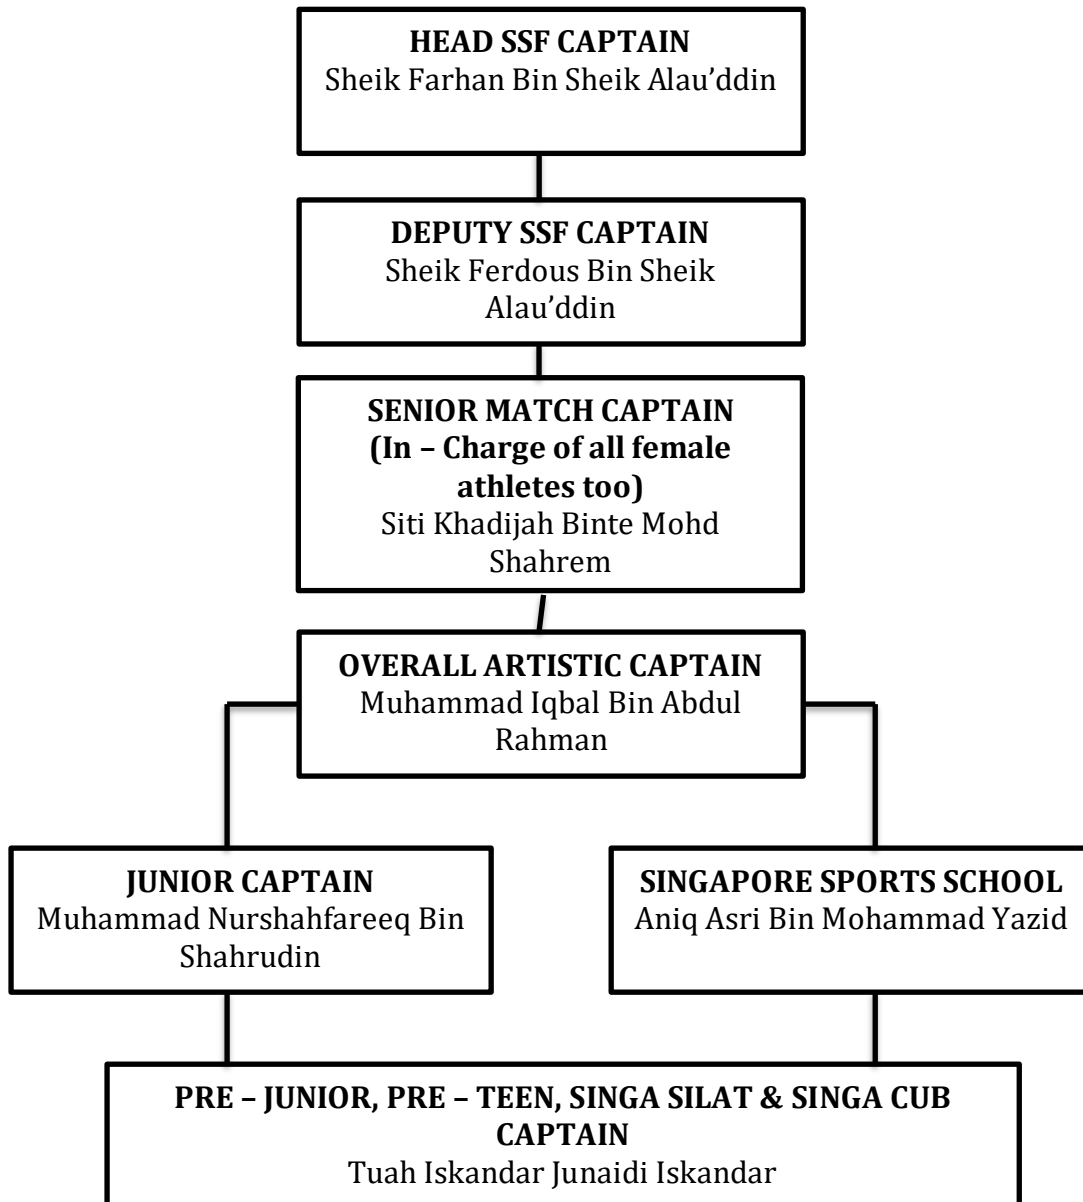 HEAD SSF CAPTAIN
Sheik Farhan Bin Sheik Alau’ddin
DEPUTY SSF CAPTAIN
Sheik Ferdous Bin Sheik
Alau’ddin
SENIOR MATCH CAPTAIN
(In – Charge of all female
athletes too)
Siti Khadijah Binte Mohd
Shahrem
OVERALL ARTISTIC CAPTAIN
Muhammad Iqbal Bin Abdul
Rahman
JUNIOR CAPTAIN
Muhammad Nurshahfareeq Bin
Shahrudin
SINGAPORE SPORTS SCHOOL
Aniq Asri Bin Mohammad Yazid
PRE – JUNIOR, PRE – TEEN, SINGA SILAT & SINGA CUB
CAPTAIN
Tuah Iskandar Junaidi Iskandar